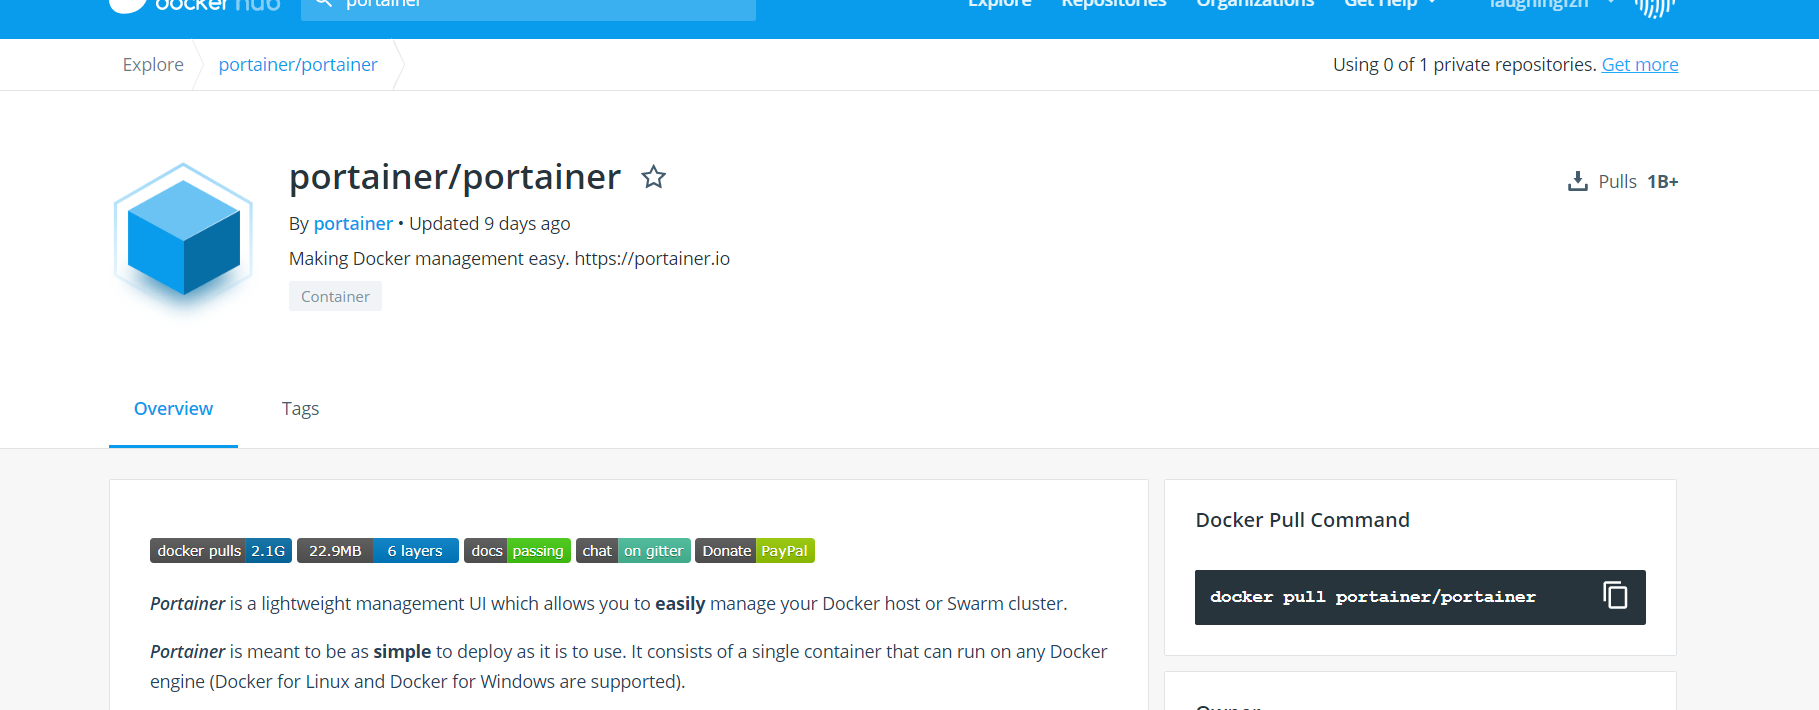 docker hub
portainer
Explore Repositories Organizations Get Help
Explore portainer/portainer
Using 0 of 1 private repositories. Get more
portainer/portainer
Pulls 1B+
By portainer • Updated 9 days ago
Making Docker management easy. https://portainer.io
Container
Overview Tags
docker pulls 2.1G 22.9MB 6 layers docs passing chat on gitter Donate PayPal
Portainer is a lightweight management UI which allows you to easily manage your Docker host or Swarm cluster.
Portainer is meant to be as simple to deploy as it is to use. It consists of a single container that can run on any Docker
engine (Docker for Linux and Docker for Windows are supported).
Docker Pull Command
docker pull portainer/portainer
Owner